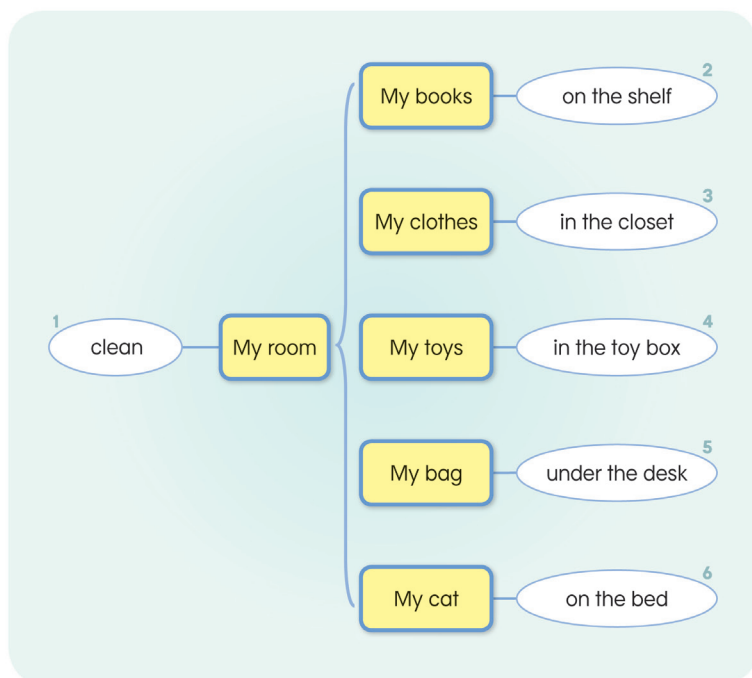 My books
2
on the shelf
My clothes
3
in the closet
1
clean
My room
My toys
4
in the toy box
My bag
5
under the desk
My cat
6
on the bed